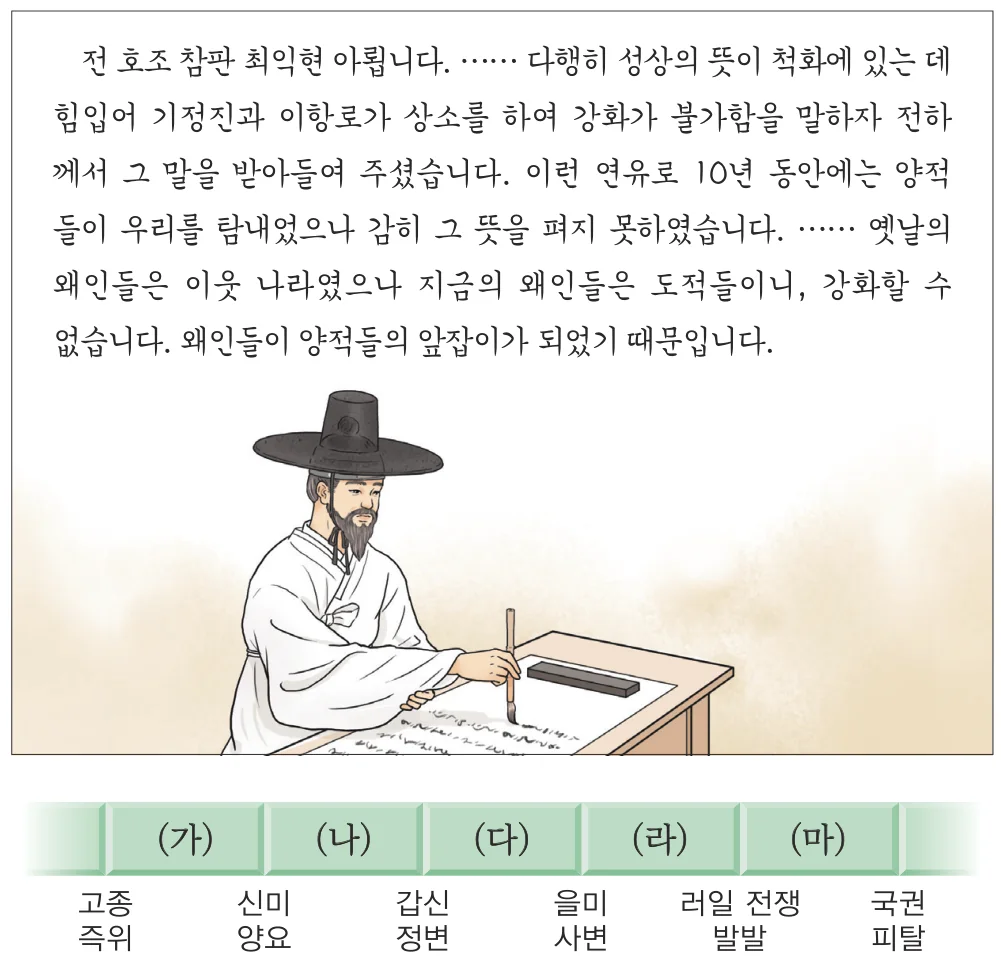 전 호조 참판 최익현 아룁니다. …… 다행히 성상의 뜻이 척화에 있는 데
힘입어 기정진과 이항로가 상소를 하여 강화가 불가함을 말하자 전하
께서 그 말을 받아들여 주셨습니다. 이런 연유로 10년 동안에는 양적
들이 우리를 탐내었으나 감히 그 뜻을 펴지 못하였습니다. …… 옛날의
왜인들은 이웃 나라였으나 지금의 왜인들은 도적들이니, 강화할 수
없습니다. 왜인들이 양적들의 앞잡이가 되었기 때문입니다.
(가) (나) (다) (라) (마)
고종 신미 갑신 을미 러일 전쟁 국권
즉위 양요 정변 사변 발발 피탈